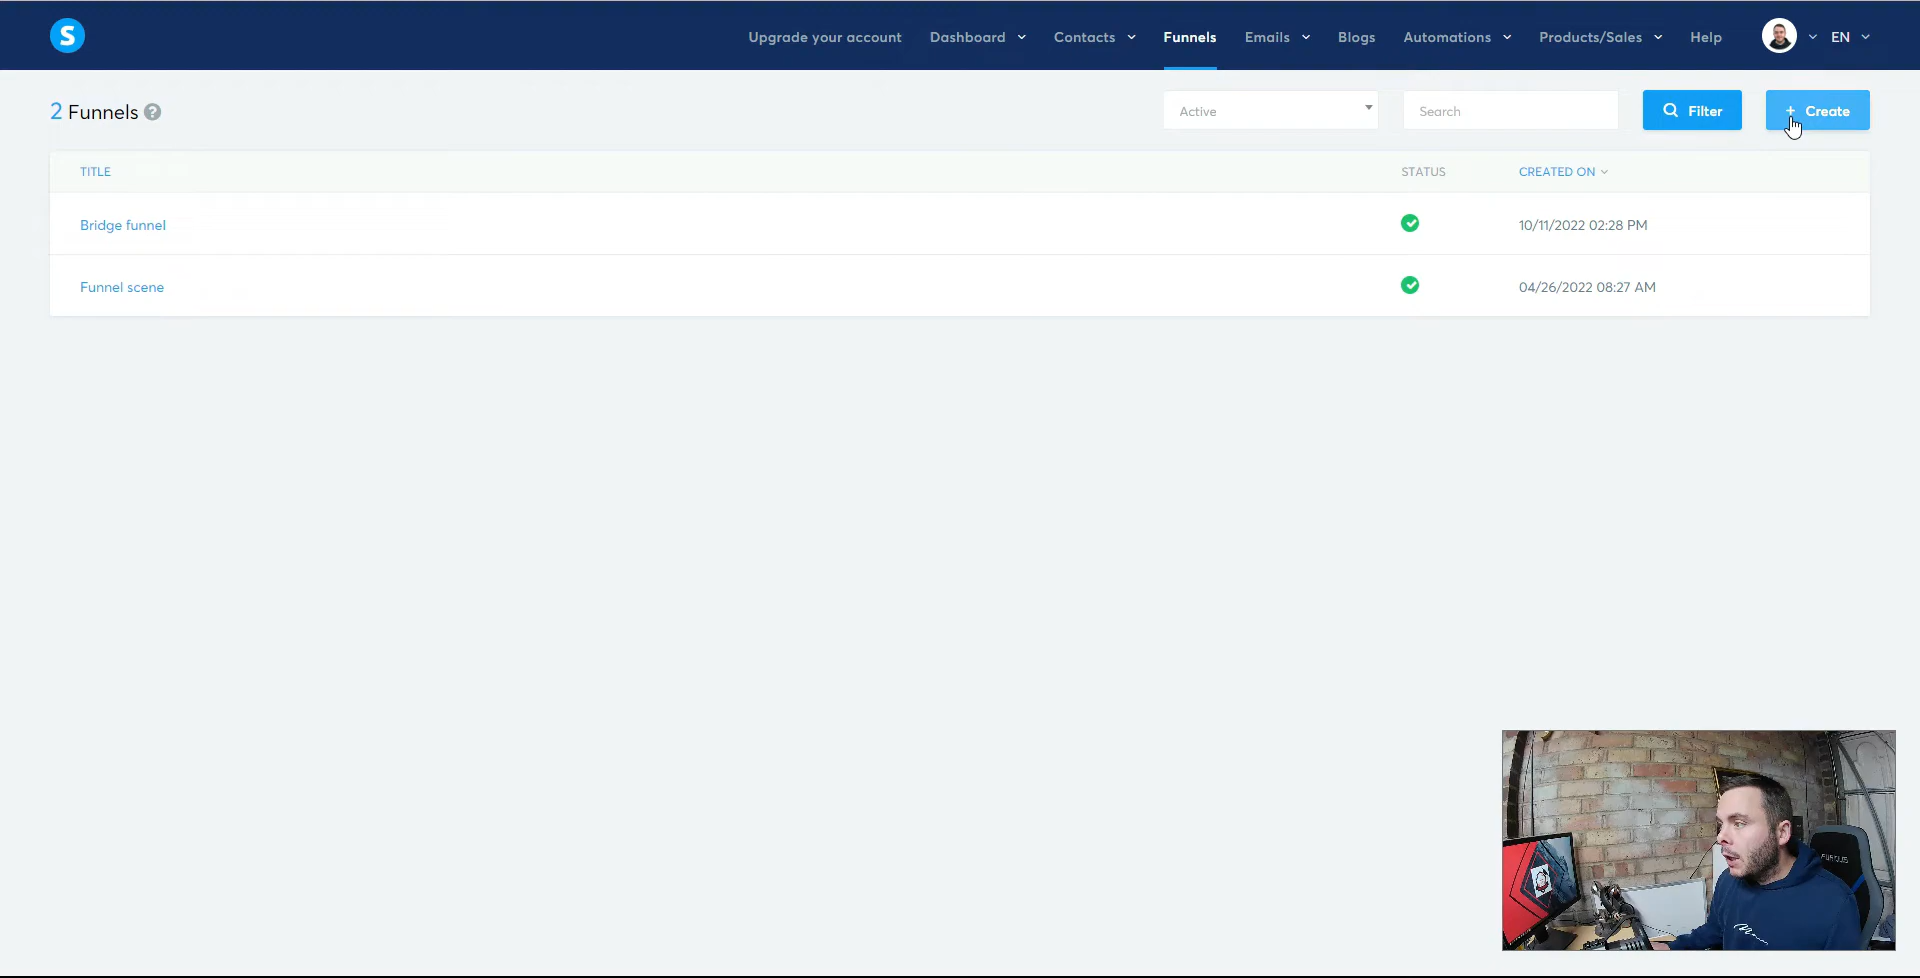 S
Upgrade your account Dashboard Contacts Funnels Emails Blogs Automations Products/Sales Help EN
2 Funnels ?
Active Search Filter + Create
TITLE STATUS CREATED ON
Bridge funnel 10/11/2022 02:28 PM
Funnel scene 04/26/2022 08:27 AM